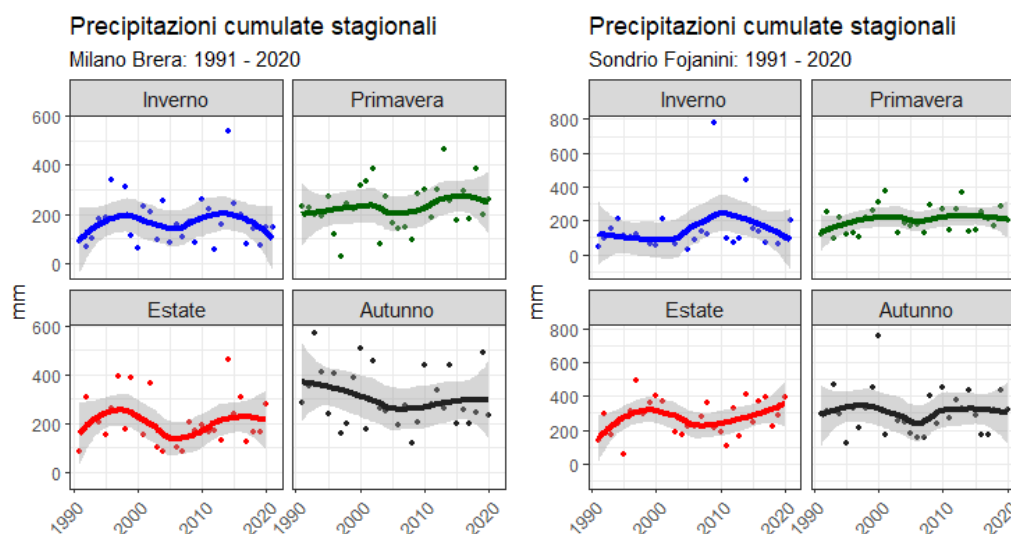 Precipitazioni cumulate stagionali
Milano Brera: 1991 - 2020
Inverno
Primavera
600
400
200
0
Estate
Autunno
600
400
200
0
mm
1990
2000
2010
2020
1990
2000
2010
2020
Precipitazioni cumulate stagionali
Sondrio Fojanini: 1991 - 2020
Inverno
Primavera
800
600
400
200
0
Estate
Autunno
800
600
400
200
0
mm
1990
2000
2010
2020
1990
2000
2010
2020